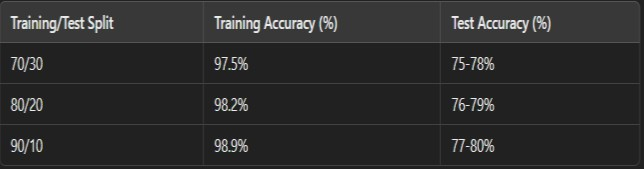 Training/Test Split Training Accuracy (%) Test Accuracy (%)
70/30 97.5% 75-78%
80/20 98.2% 76-79%
90/10 98.9% 77-80%